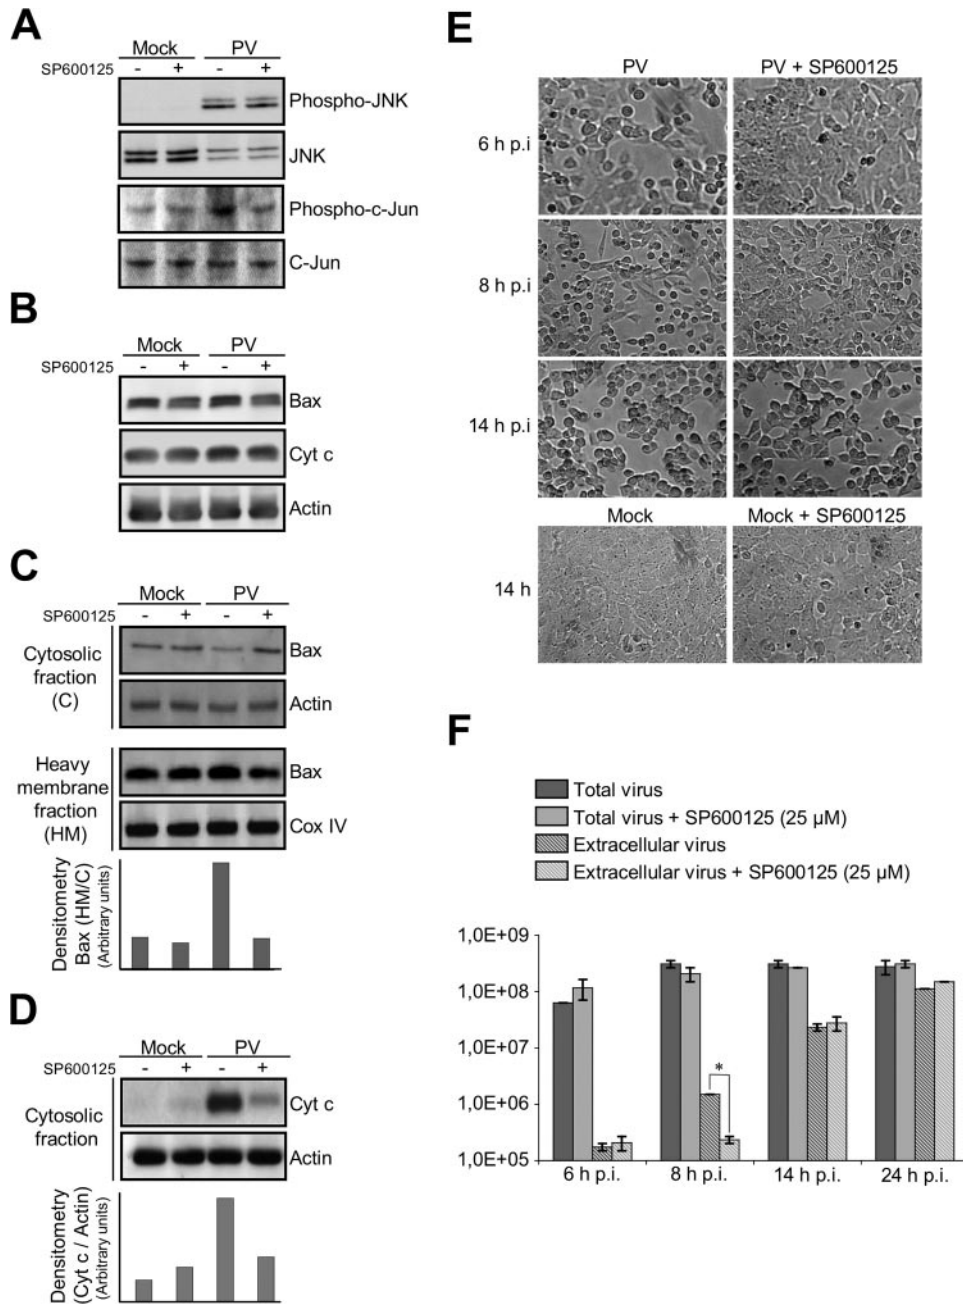 A
Mock PV
SP600125 - + - +
Phospho-JNK
JNK
Phospho-c-Jun
C-Jun
B
Mock PV
SP600125 - + - +
Bax
Cyt c
Actin
C
Mock PV
SP600125 - + - +
Cytosolic
fraction
(C)
Bax
Actin
Heavy
membrane
fraction
(HM)
Bax
Cox IV
Densitometry
Bax (HM/C)
(Arbitrary units)
D
Mock PV
SP600125 - + - +
Cytosolic
fraction
Cyt c
Actin
Densitometry
(Cyt c / Actin)
(Arbitrary units)
E
PV PV + SP600125
6 h p.i
8 h p.i
14 h p.i
Mock Mock + SP600125
14 h
F
Total virus
Total virus + SP600125 (25 µM)
Extracellular virus
Extracellular virus + SP600125 (25 µM)
1,0E+09
1,0E+08
1,0E+07
1,0E+06
1,0E+05
*
6 h p.i. 8 h p.i. 14 h p.i. 24 h p.i.